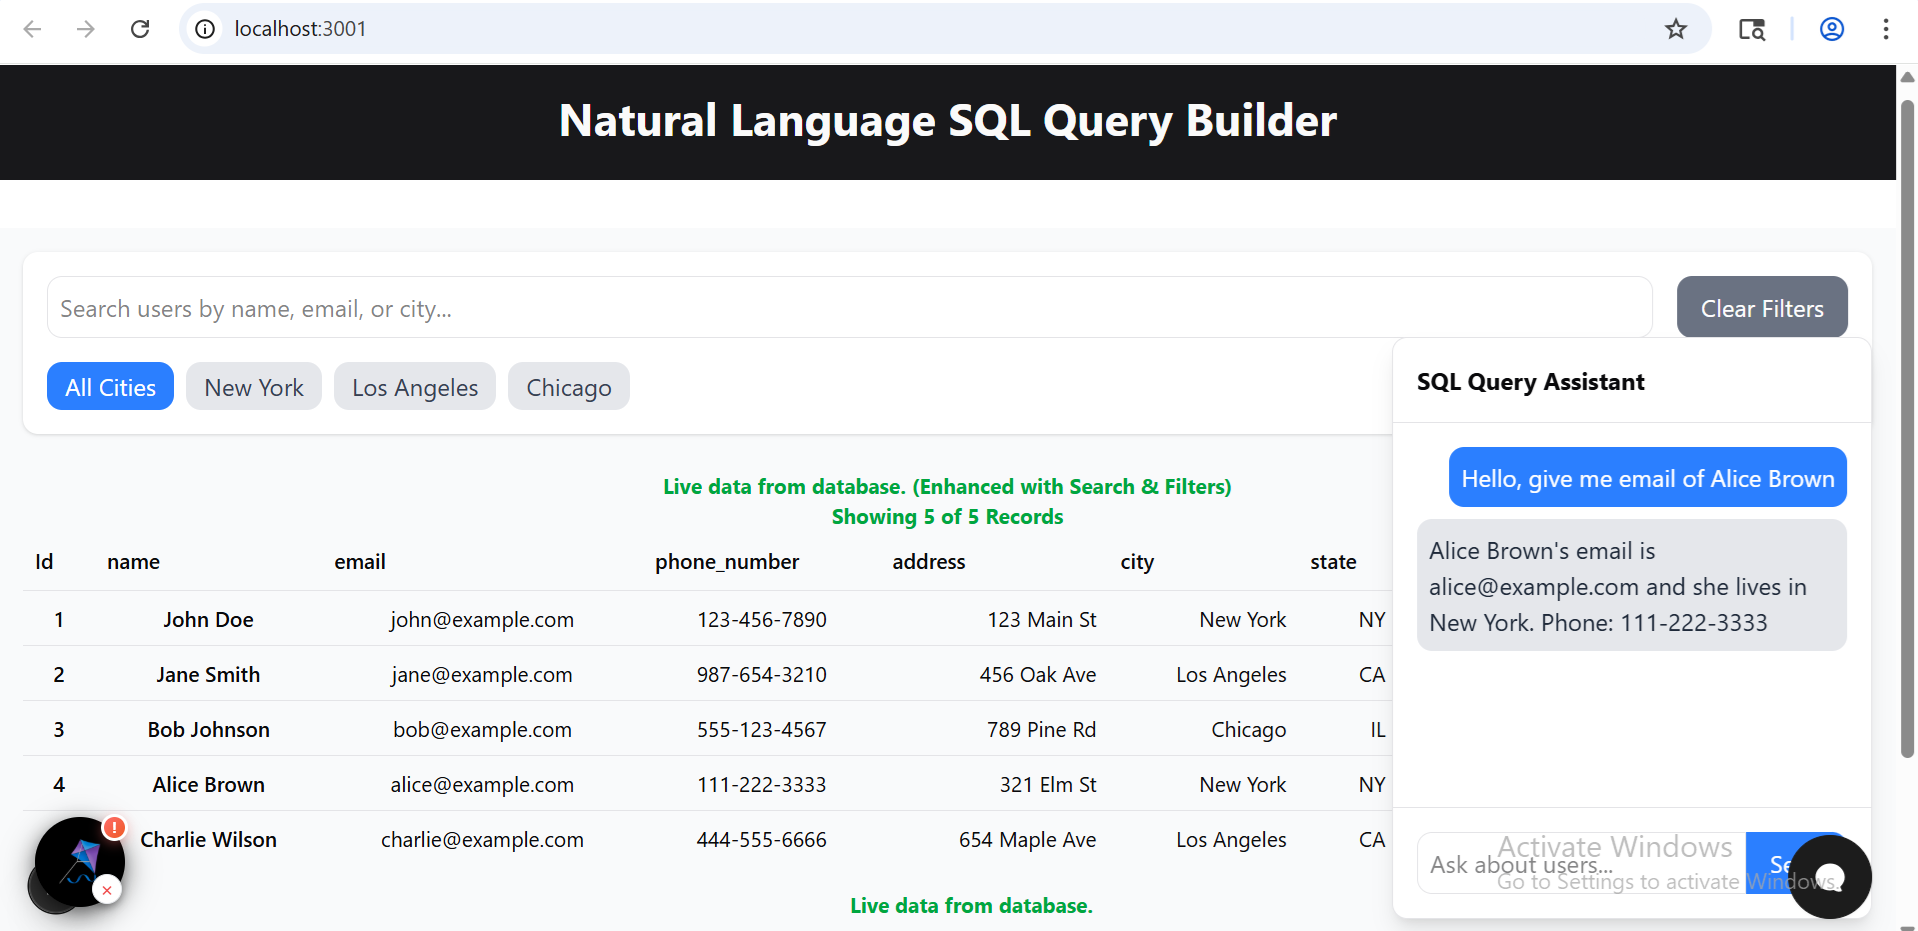 localhost:3001
Natural Language SQL Query Builder
Search users by name, email, or city...
Clear Filters
All Cities New York Los Angeles Chicago
Live data from database. (Enhanced with Search & Filters)
Showing 5 of 5 Records
Id name email phone_number address city state
1 John Doe john@example.com 123-456-7890 123 Main St New York NY
2 Jane Smith jane@example.com 987-654-3210 456 Oak Ave Los Angeles CA
3 Bob Johnson bob@example.com 555-123-4567 789 Pine Rd Chicago IL
4 Alice Brown alice@example.com 111-222-3333 321 Elm St New York NY
Charlie Wilson charlie@example.com 444-555-6666 654 Maple Ave Los Angeles CA
Live data from database.
SQL Query Assistant
Hello, give me email of Alice Brown
Alice Brown's email is
alice@example.com and she lives in
New York. Phone: 111-222-3333
Ask about users...
Activate Windows
Go to Settings to activate Windows.